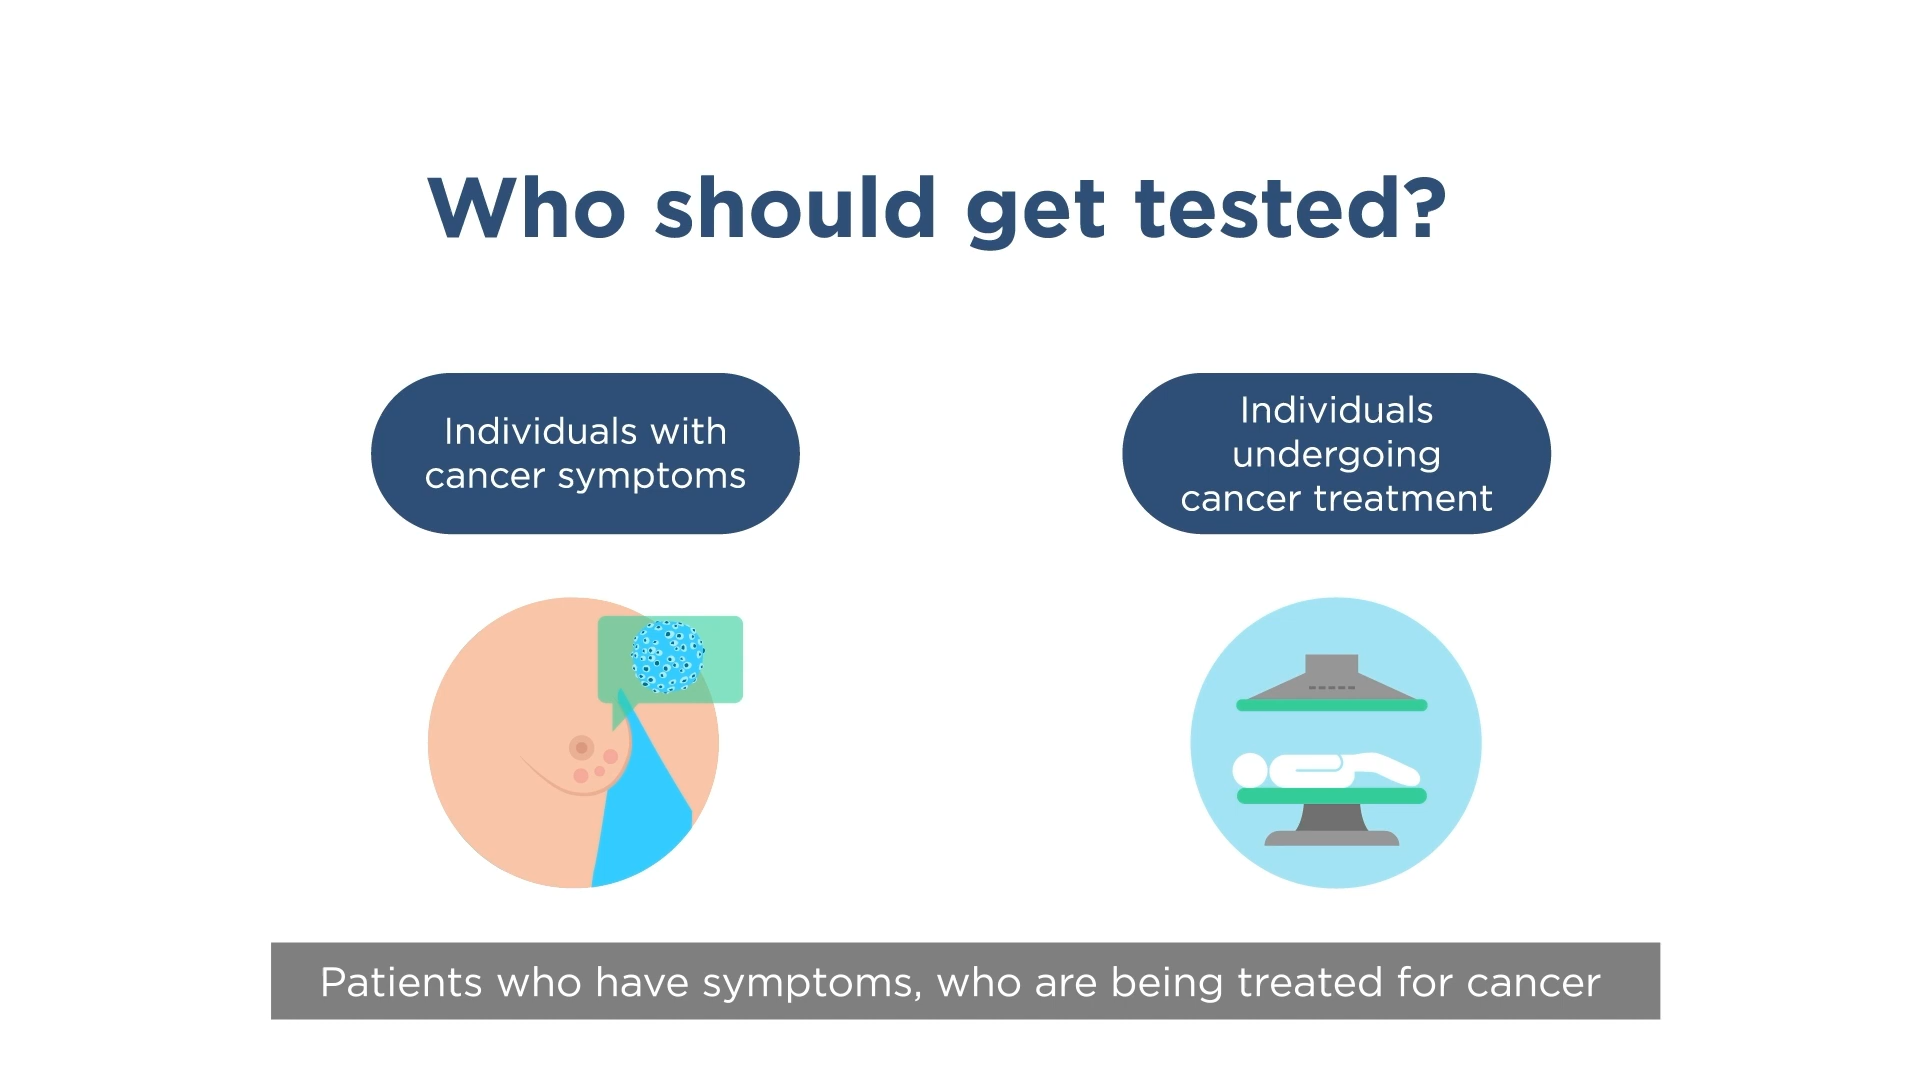 Who should get tested?
Individuals with
cancer symptoms
Individuals
undergoing
cancer treatment
Patients who have symptoms, who are being treated for cancer